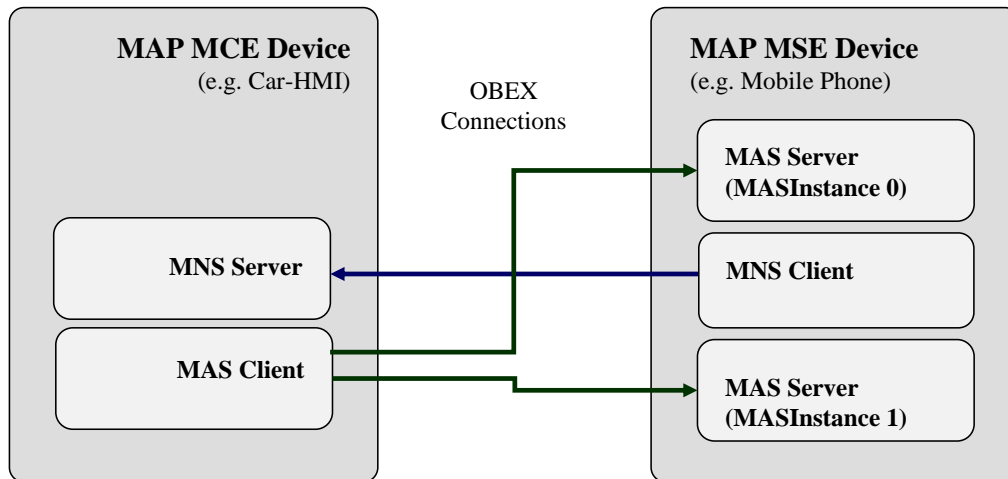 MAP MCE Device
(e.g. Car-HMI)
MNS Server
MAS Client
OBEX
Connections
MAP MSE Device
(e.g. Mobile Phone)
MAS Server
(MASInstance 0)
MNS Client
MAS Server
(MASInstance 1)